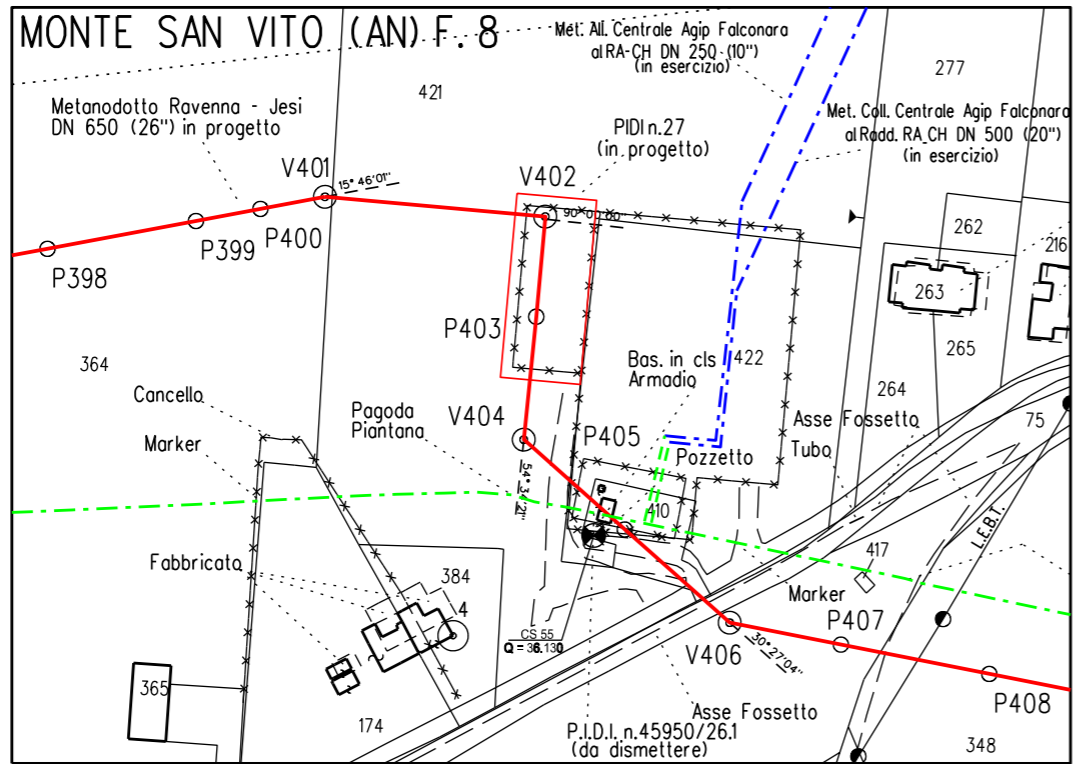 MONTE SAN VITO (AN) F. 8
Met. All. Centrale Agip Falconara
al RA-CH DN 250 (10")
(in esercizio)
277
421
Metanodotto Ravenna - Jesi
DN 650 (26") in progetto
PIDI n.27
(in progetto)
Met. Coll. Centrale Agip Falconara
al Radd. RA_CH DN 500 (20")
(in esercizio)
V401
15° 46'01"
V402
90° 00'00"
P400
P399
P398
262
216
263
P403
265
364
Bas. in cls
Armadio
422
264
Cancello
Pagoda
Piantana
V404
P405
Asse Fossetto
75
Marker
Pozzetto
Tubo
410
L.E.B.T.
417
Fabbricato
384
4
Marker
P407
CS 55
Q = 36.130
V406
30° 27'04"
365
P408
174
Asse Fossetto
P.I.D.I. n.45950/26.1
(da dismettere)
348